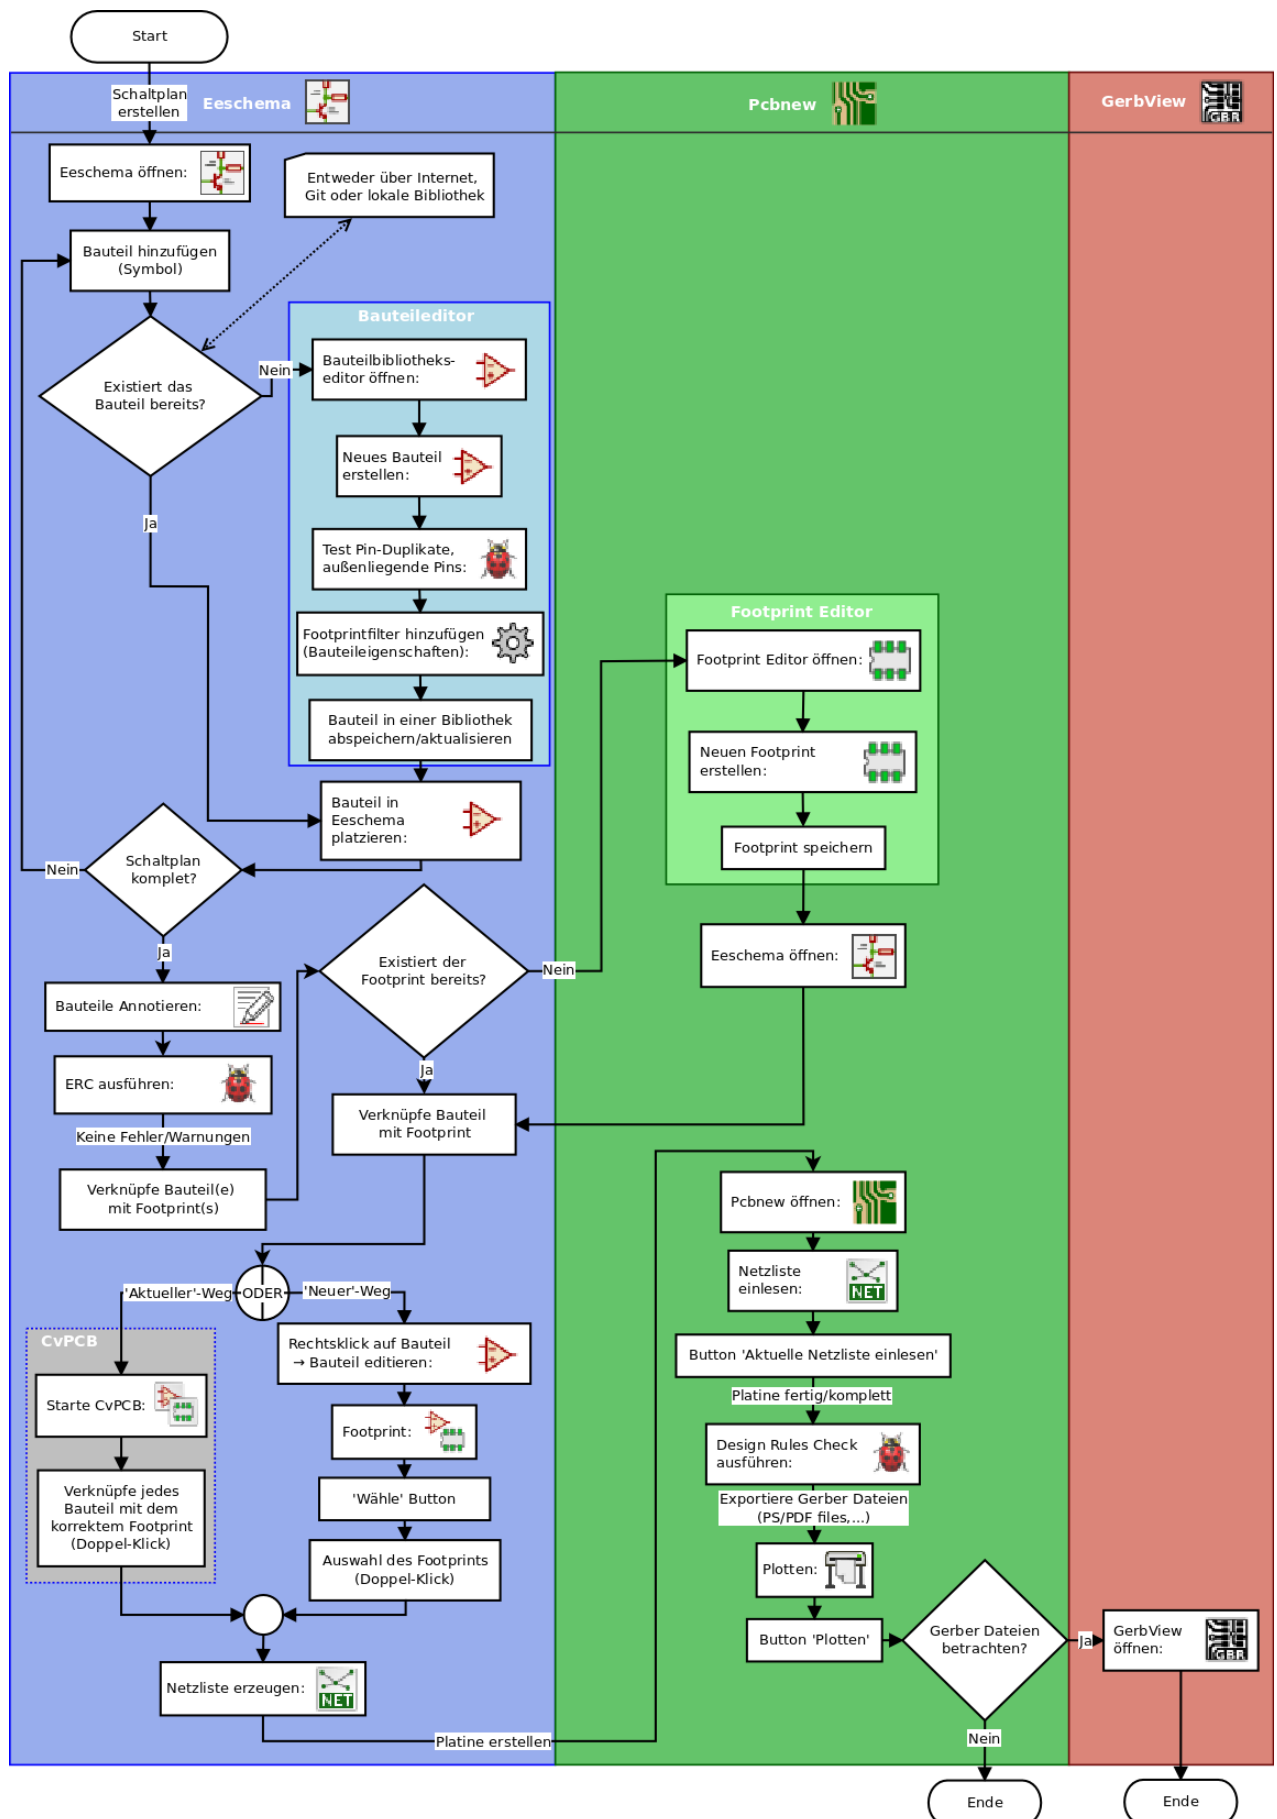 Start
Schaltplan
erstellen
Eeschema
Pcbnew
GerbView
GBR
Eeschema öffnen:
Entweder über Internet,
Git oder lokale Bibliothek
Bauteil hinzufügen
(Symbol)
Existiert das
Bauteil bereits?
Nein
Ja
Bauteileditor
Bauteilbibliotheks-
editor öffnen:
Neues Bauteil
erstellen:
Test Pin-Duplikate,
außenliegende Pins:
Footprintfilter hinzufügen
(Bauteileigenschaften):
Bauteil in einer Bibliothek
abspeichern/aktualisieren
Bauteil in
Eeschema
platzieren:
Schaltplan
komplet?
Nein
Ja
Bauteile Annotieren:
ERC ausführen:
Keine Fehler/Warnungen
Verknüpfe Bauteil(e)
mit Footprint(s)
Existiert der
Footprint bereits?
Nein
Ja
Footprint Editor
Footprint Editor öffnen:
Neuen Footprint
erstellen:
Footprint speichern
Eeschema öffnen:
Verknüpfe Bauteil
mit Footprint
ODER
'Aktueller'-Weg
'Neuer'-Weg
CvPCB
Starte CvPCB:
Verknüpfe jedes
Bauteil mit dem
korrektem Footprint
(Doppel-Klick)
Rechtsklick auf Bauteil
→ Bauteil editieren:
Footprint:
'Wähle' Button
Auswahl des Footprints
(Doppel-Klick)
Netzliste erzeugen:
NET
Platine erstellen
Pcbnew öffnen:
Netzliste
einlesen:
NET
Button 'Aktuelle Netzliste einlesen'
Platine fertig/komplett
Design Rules Check
ausführen:
Exportiere Gerber Dateien
(PS/PDF files,...)
Plotten:
Button 'Plotten'
Gerber Dateien
betrachten?
Ja
Nein
GerbView
öffnen:
GBR
Ende
Ende